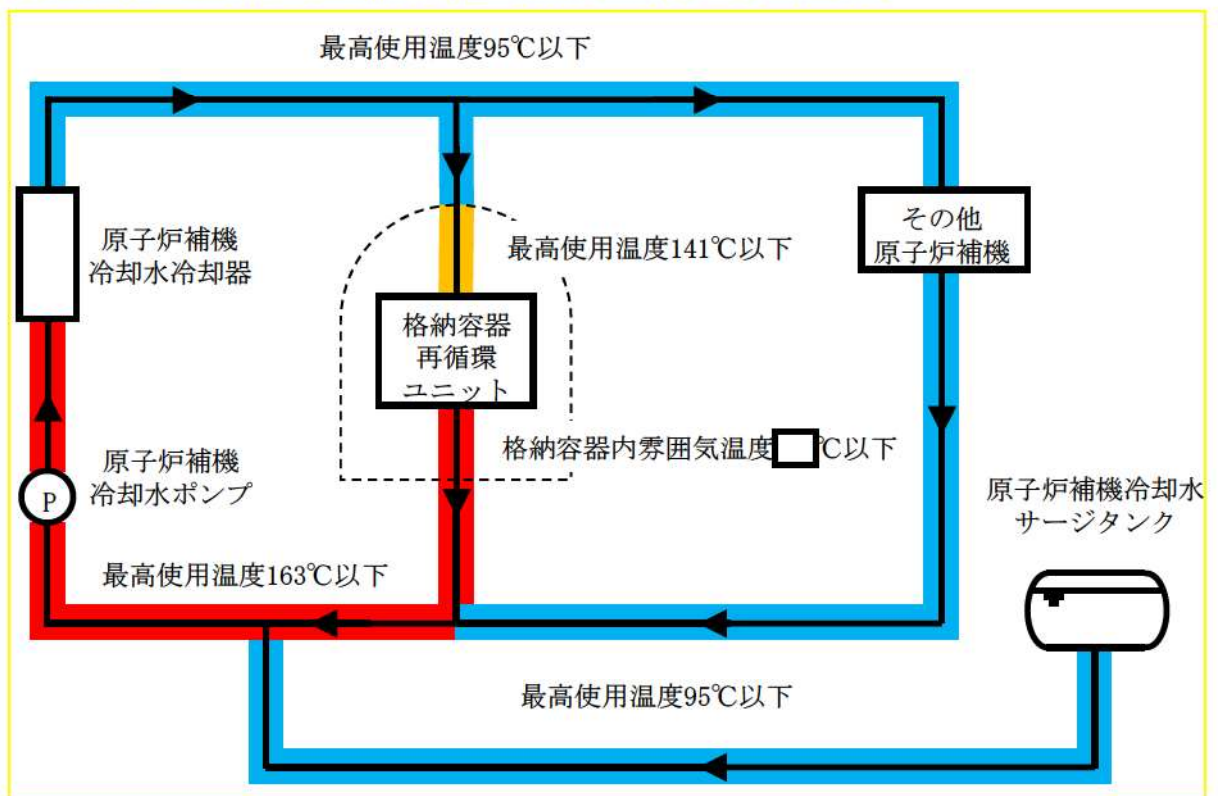 最高使用温度95℃以下
原子炉補機
冷却水冷却器
その他
原子炉補機
最高使用温度141℃以下
格納容器
再循環
ユニット
格納容器内雰囲気温度 ℃以下
原子炉補機
冷却水ポンプ
P
原子炉補機冷却水
サージタンク
最高使用温度163℃以下
最高使用温度95℃以下